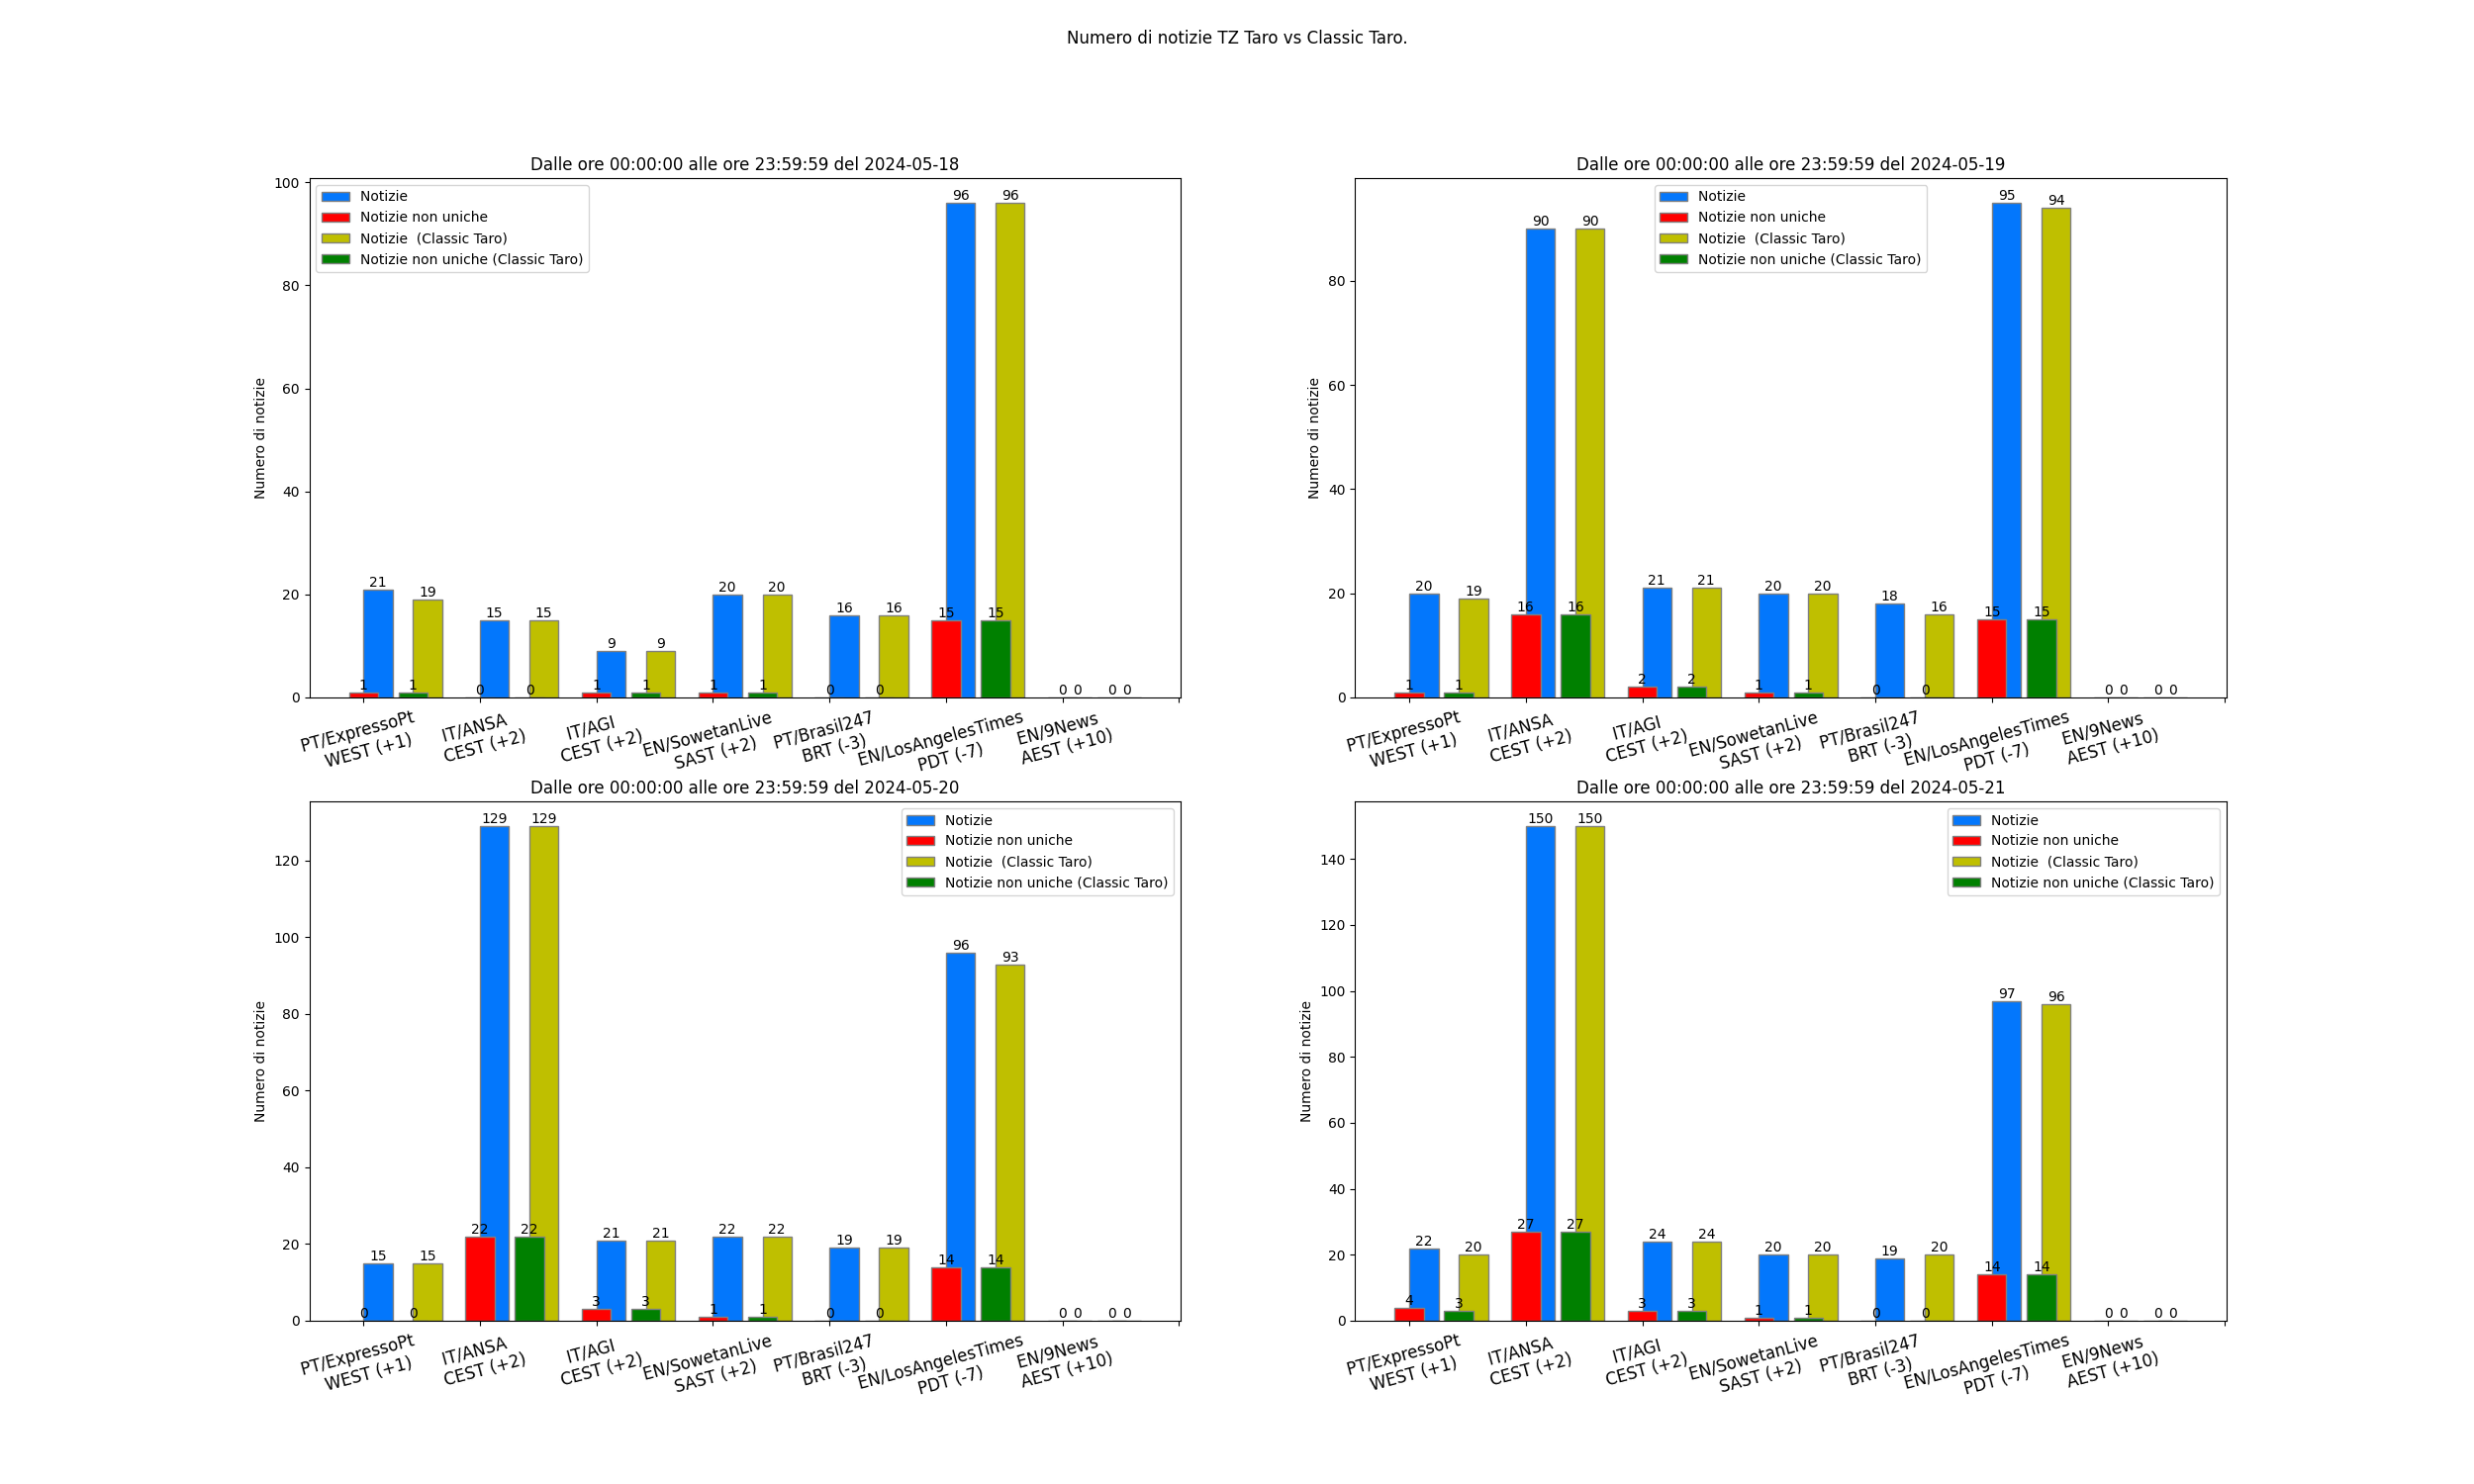 Numero di notizie TZ Taro vs Classic Taro.
Dalle ore 00:00:00 alle ore 23:59:59 del 2024-05-18
Numero di notizie
100
80
60
40
20
0
Notizie
Notizie non uniche
Notizie  (Classic Taro)
Notizie non uniche (Classic Taro)
21 19 15 15 9 9 20 20 16 16 96 96
1 1 0 0 1 1 1 1 0 0 15 15 0 0 0 0
PT/ExpressoPt
WEST (+1)
IT/ANSA
CEST (+2)
IT/AGI
CEST (+2)
EN/SowetanLive
SAST (+2)
PT/Brasil247
BRT (-3)
EN/LosAngelesTimes
PDT (-7)
EN/9News
AEST (+10)
Dalle ore 00:00:00 alle ore 23:59:59 del 2024-05-19
Numero di notizie
80
60
40
20
0
Notizie
Notizie non uniche
Notizie  (Classic Taro)
Notizie non uniche (Classic Taro)
20 19 90 90 21 21 20 20 18 16 95 94
1 1 16 16 2 2 1 1 0 0 15 15 0 0 0 0
PT/ExpressoPt
WEST (+1)
IT/ANSA
CEST (+2)
IT/AGI
CEST (+2)
EN/SowetanLive
SAST (+2)
PT/Brasil247
BRT (-3)
EN/LosAngelesTimes
PDT (-7)
EN/9News
AEST (+10)
Dalle ore 00:00:00 alle ore 23:59:59 del 2024-05-20
Numero di notizie
120
100
80
60
40
20
0
Notizie
Notizie non uniche
Notizie  (Classic Taro)
Notizie non uniche (Classic Taro)
15 15 129 129 21 21 22 22 19 19 96 93
0 0 22 22 3 3 1 1 0 0 14 14 0 0 0 0
PT/ExpressoPt
WEST (+1)
IT/ANSA
CEST (+2)
IT/AGI
CEST (+2)
EN/SowetanLive
SAST (+2)
PT/Brasil247
BRT (-3)
EN/LosAngelesTimes
PDT (-7)
EN/9News
AEST (+10)
Dalle ore 00:00:00 alle ore 23:59:59 del 2024-05-21
Numero di notizie
140
120
100
80
60
40
20
0
Notizie
Notizie non uniche
Notizie  (Classic Taro)
Notizie non uniche (Classic Taro)
22 20 150 150 24 24 20 20 19 20 97 96
4 3 27 27 3 3 1 1 0 0 14 14 0 0 0 0
PT/ExpressoPt
WEST (+1)
IT/ANSA
CEST (+2)
IT/AGI
CEST (+2)
EN/SowetanLive
SAST (+2)
PT/Brasil247
BRT (-3)
EN/LosAngelesTimes
PDT (-7)
EN/9News
AEST (+10)